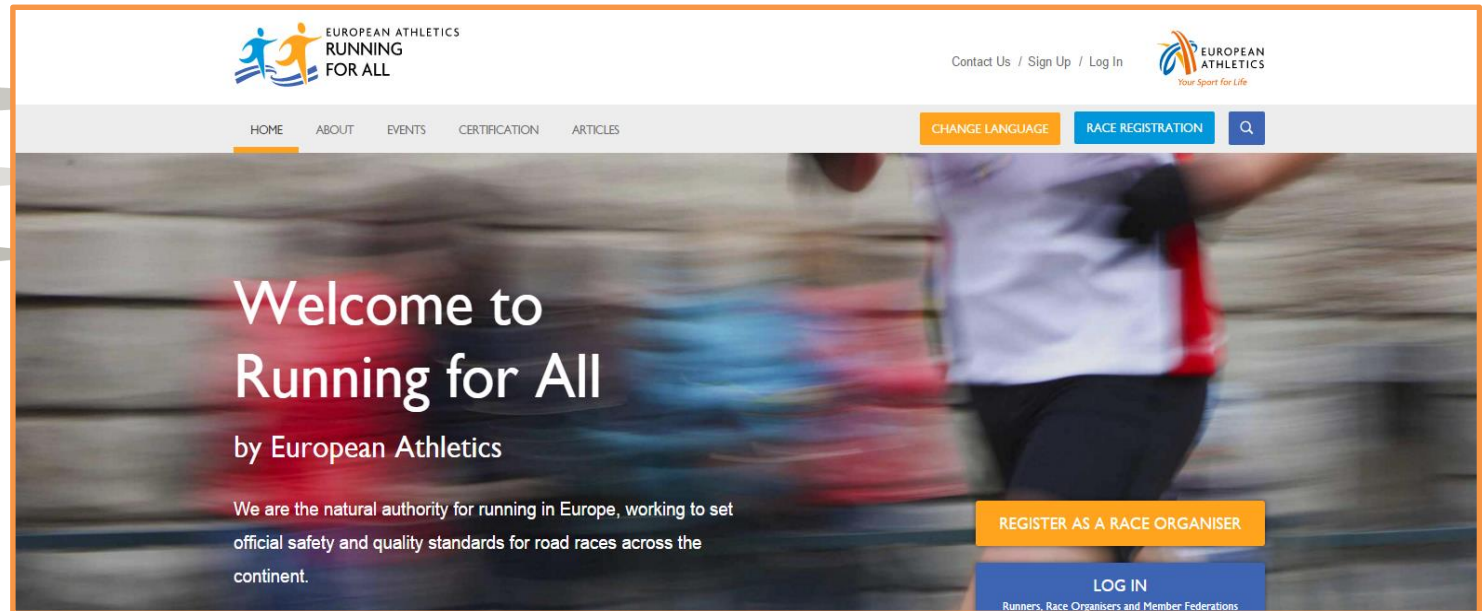 EUROPEAN ATHLETICS
RUNNING
FOR ALL
Contact Us / Sign Up / Log In
EUROPEAN
ATHLETICS
Your Sport for Life
HOME ABOUT EVENTS CERTIFICATION ARTICLES
CHANGE LANGUAGE RACE REGISTRATION
Welcome to
Running for All
by European Athletics
We are the natural authority for running in Europe, working to set
official safety and quality standards for road races across the
continent.
REGISTER AS A RACE ORGANISER
LOG IN
Runners, Race Organisers and Member Federations